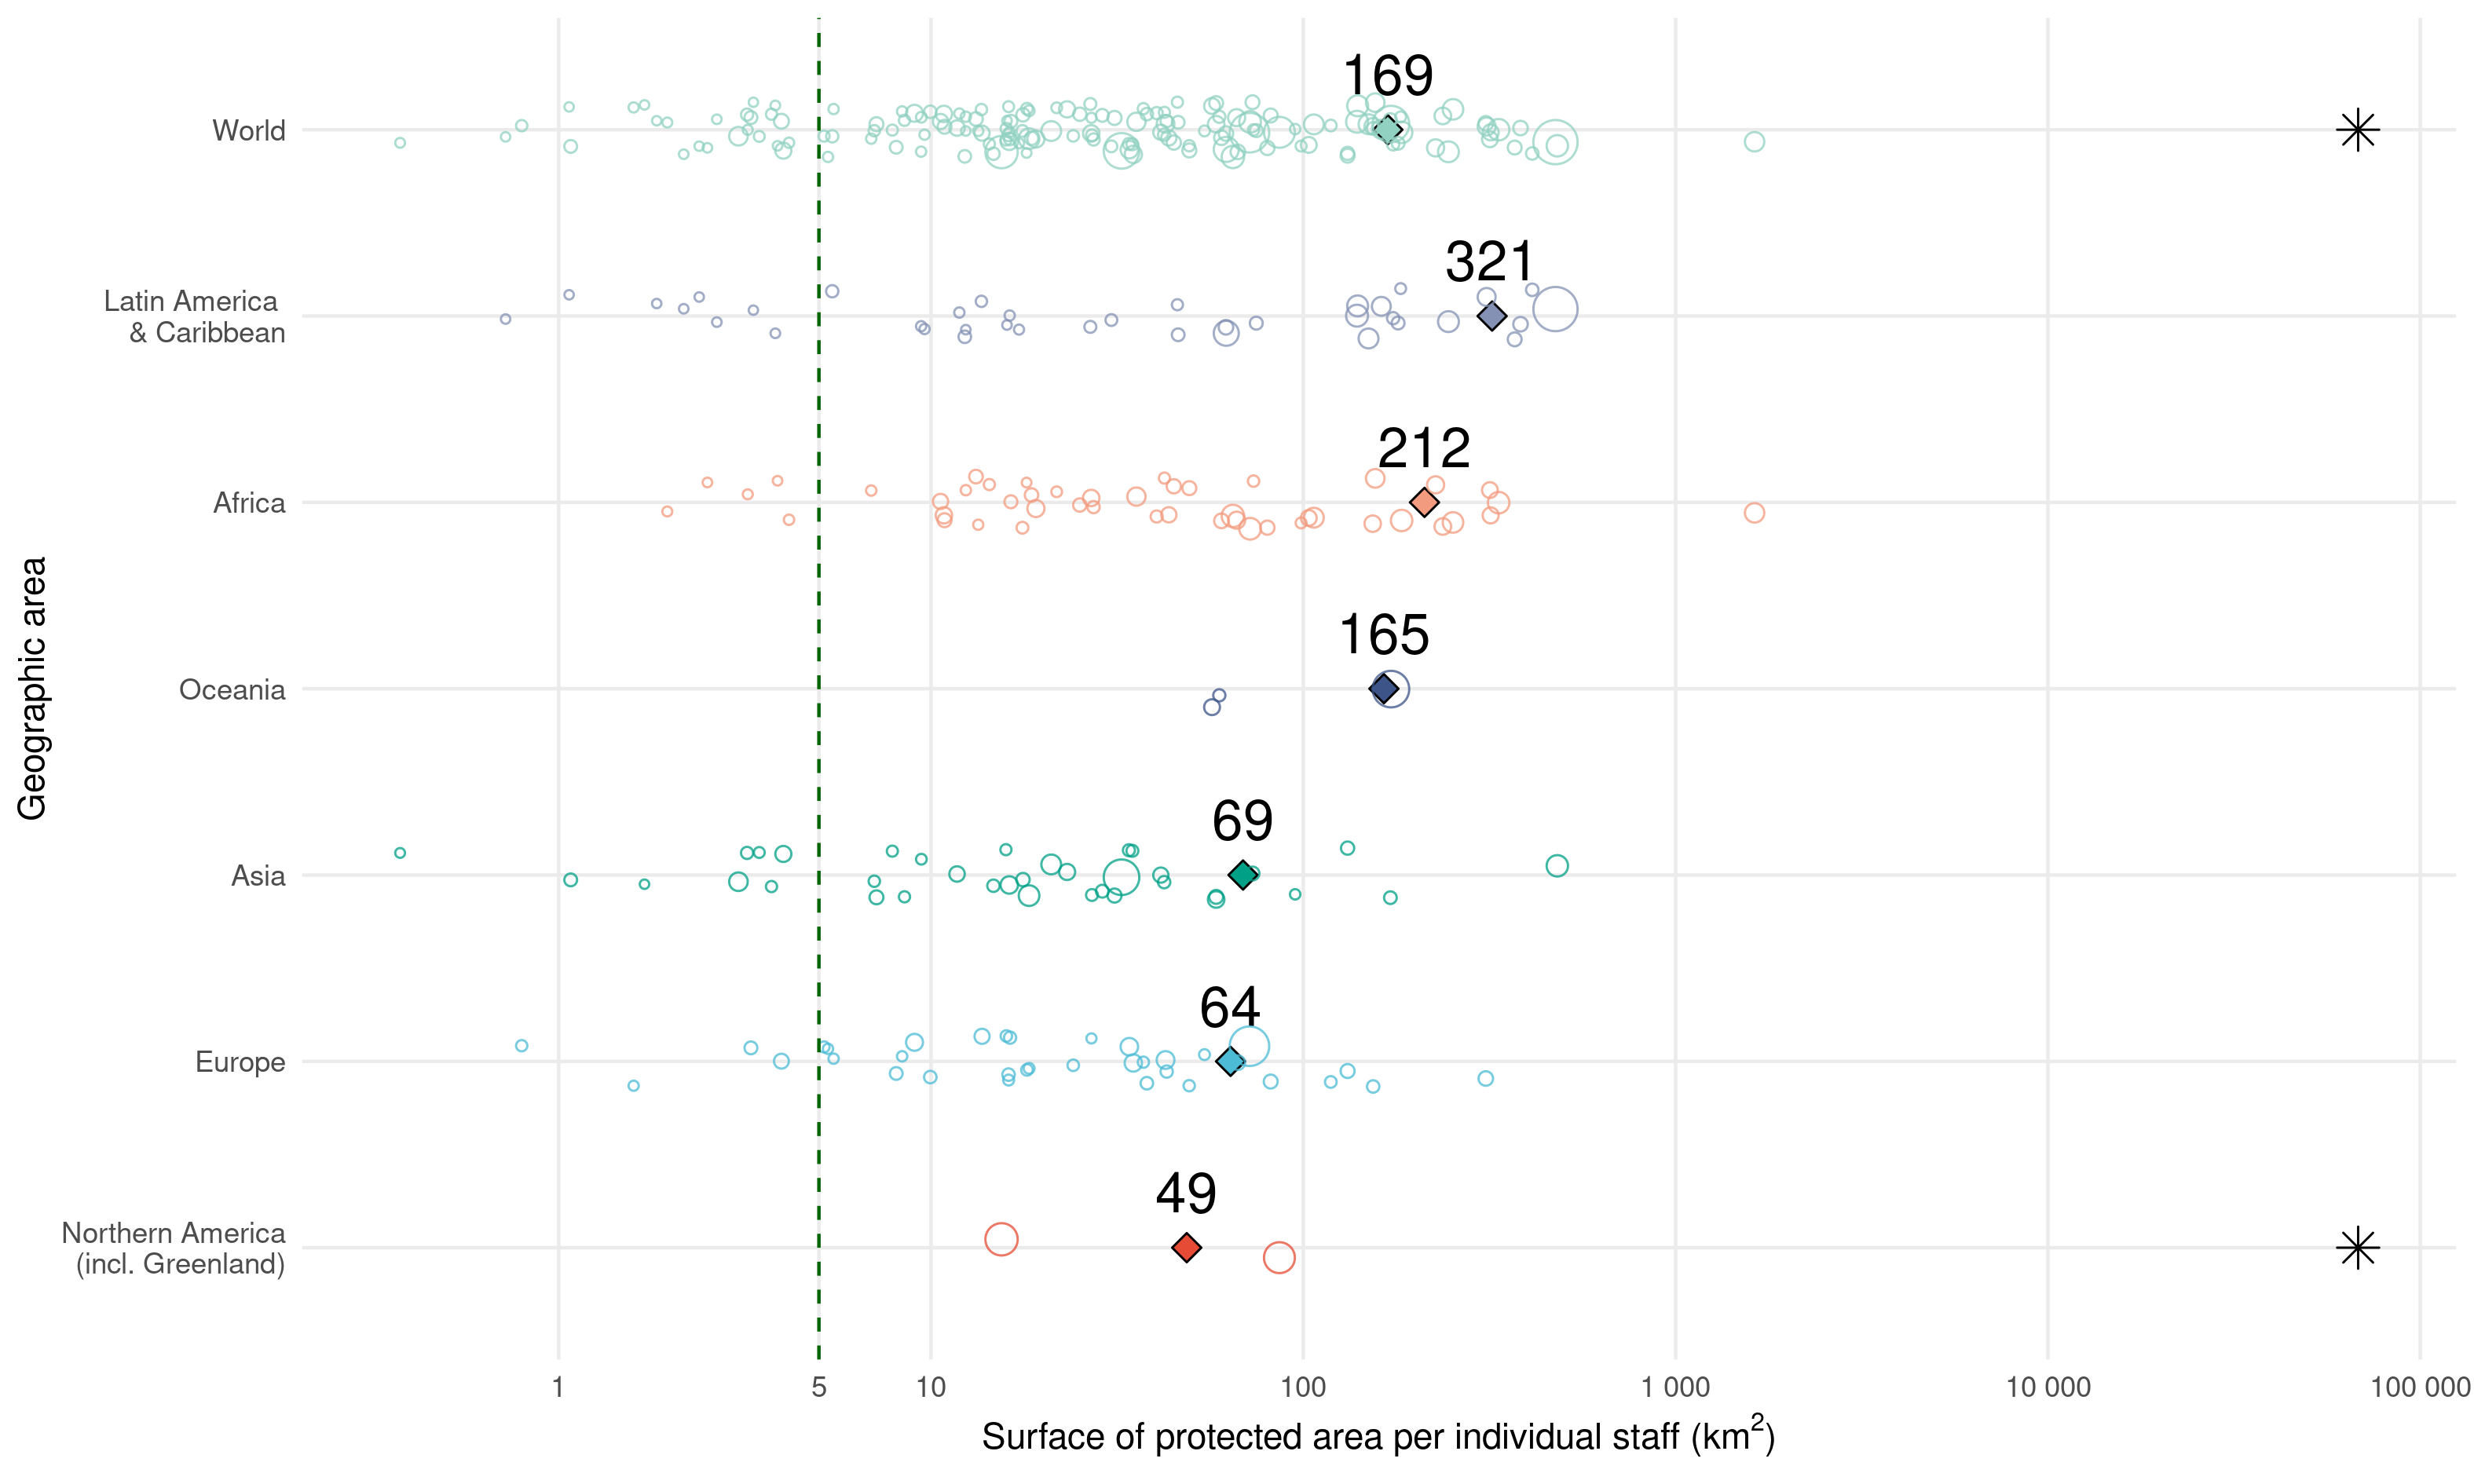 169
World
321
Latin America
& Caribbean
212
Africa
165
Oceania
69
Asia
64
Europe
49
Northern America
(incl. Greenland)
Geographic area
1
5
10
100
1 000
10 000
100 000
Surface of protected area per individual staff (km²)